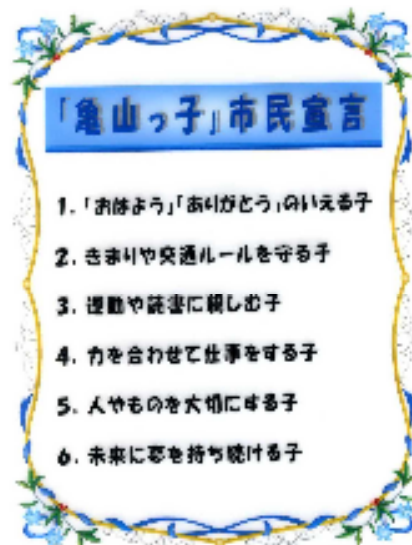 「亀山っ子」市民宣言
1.「おはよう」「ありがとう」のいえる子
2. きまりや交通ルールを守る子
3. 運動や読書に親しむ子
4. 力を合わせて仕事をする子
5. 人やものを大切にする子
6. 未来に夢を持ち続ける子